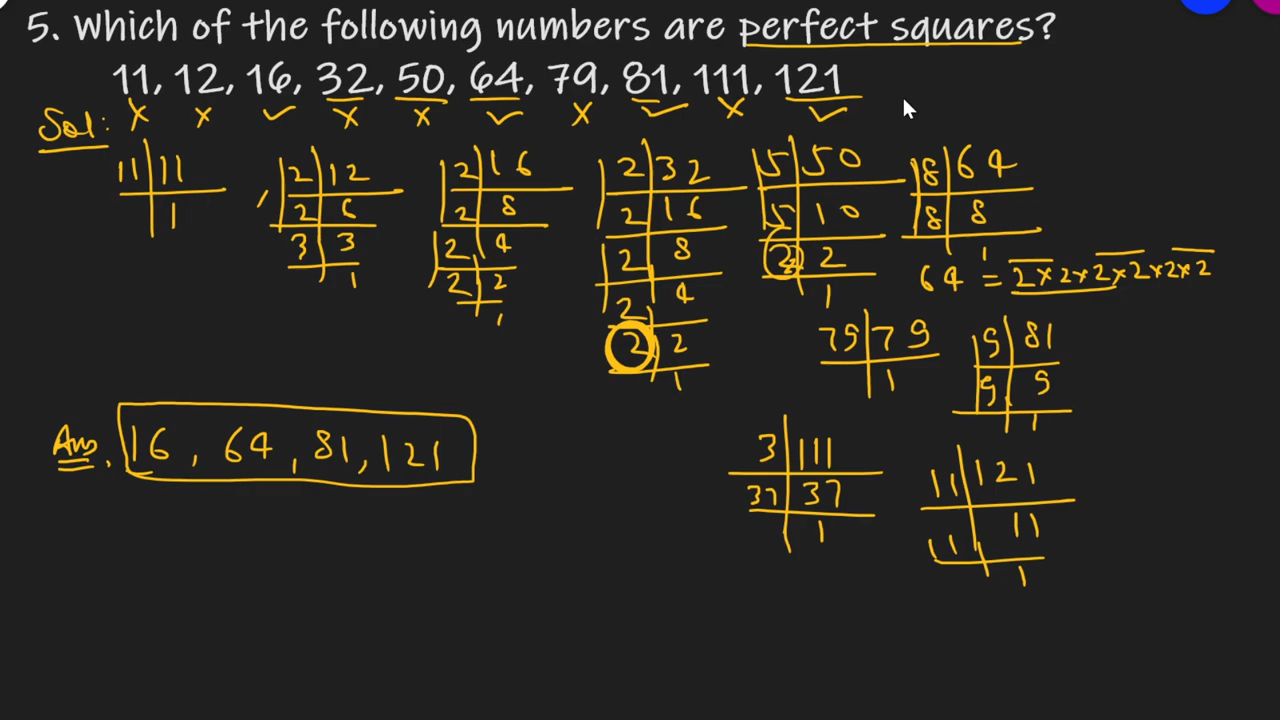 5. Which of the following numbers are perfect squares?
11, 12, 16, 32, 50, 64, 79, 81, 111, 121
x x ✓ x x ✓ x ✓ x ✓
Sol:
11 | 11
1
2 | 12
2 | 6
3 | 3
1
2 | 16
2 | 8
2 | 4
2 | 2
1
2 | 32
2 | 16
2 | 8
2 | 4
2 | 2
1
5 | 50
5 | 10
2 | 2
1
8 | 64
8 | 8
1
64 = 2×2×2×2×2×2
79 | 79
1
9 | 81
9 | 9
1
3 | 111
37 | 37
1
11 | 121
11 | 11
1
Ans. 16, 64, 81, 121